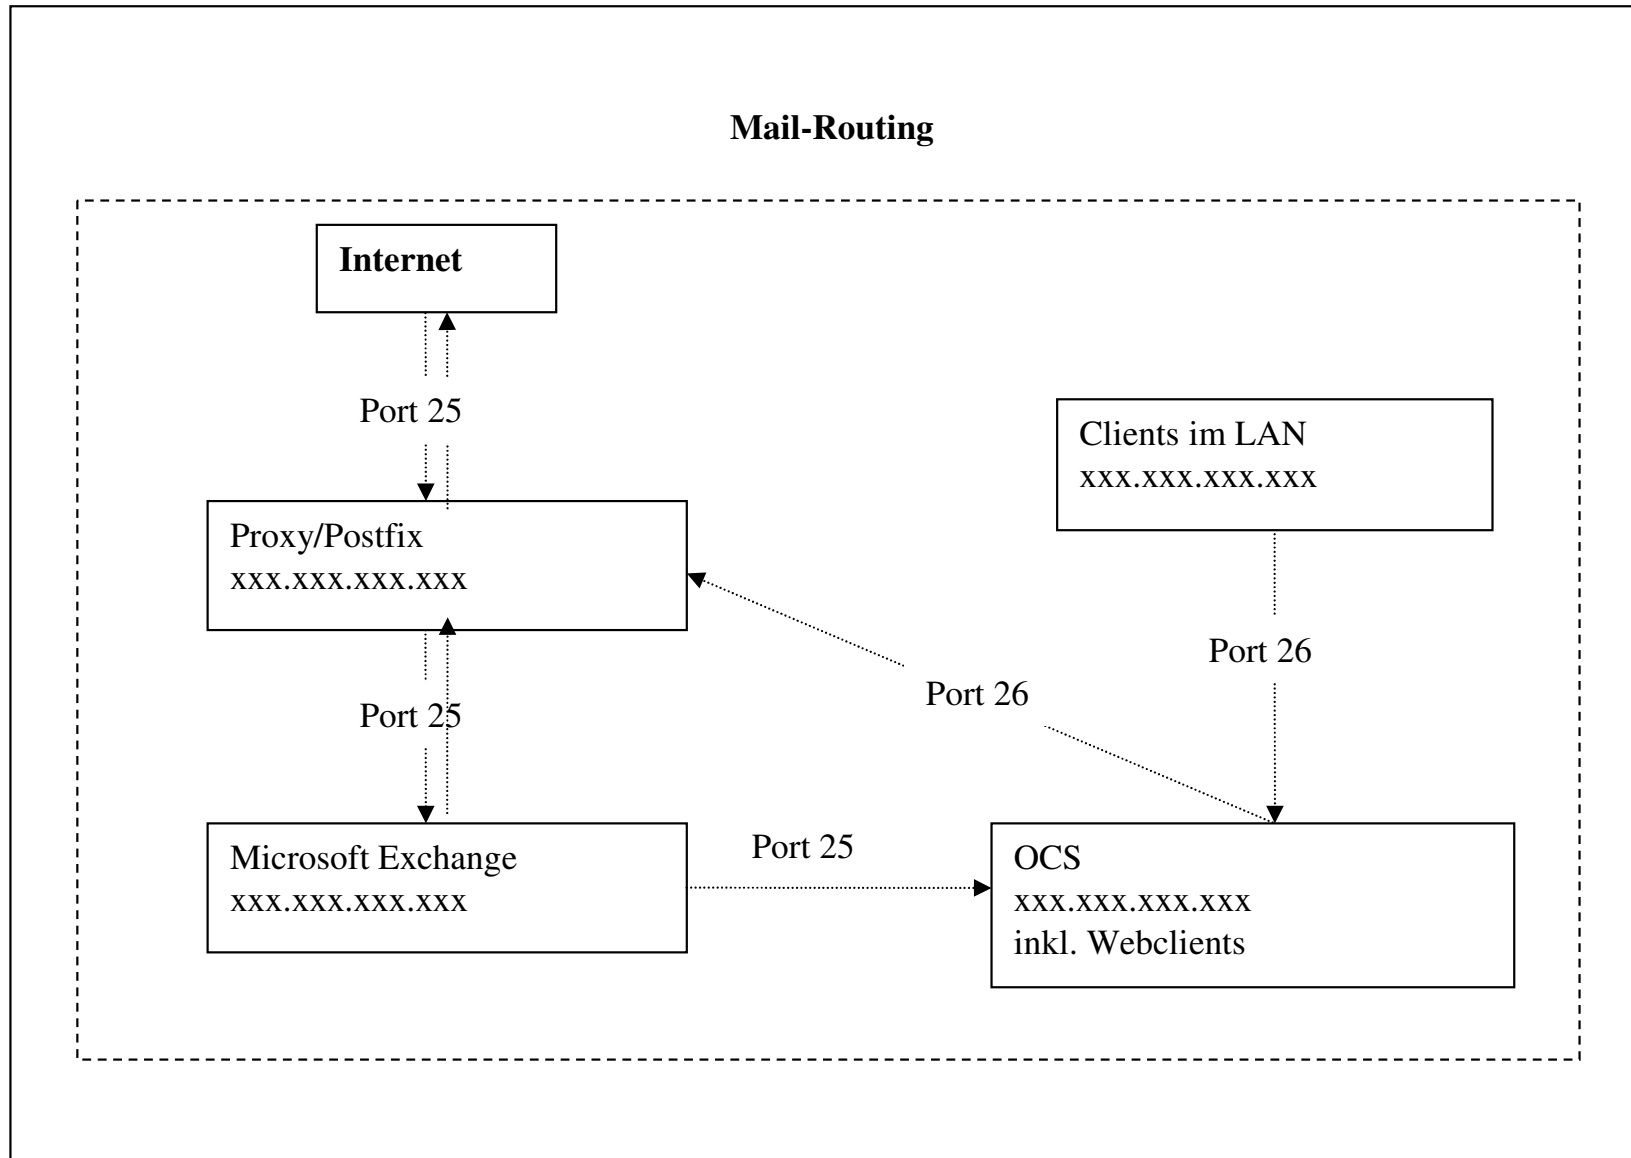 Mail-Routing
Internet
Port 25
Clients im LAN
xxx.xxx.xxx.xxx
Proxy/Postfix
xxx.xxx.xxx.xxx
Port 26
Port 26
Port 25
Port 25
Microsoft Exchange
xxx.xxx.xxx.xxx
OCS
xxx.xxx.xxx.xxx
inkl. Webclients